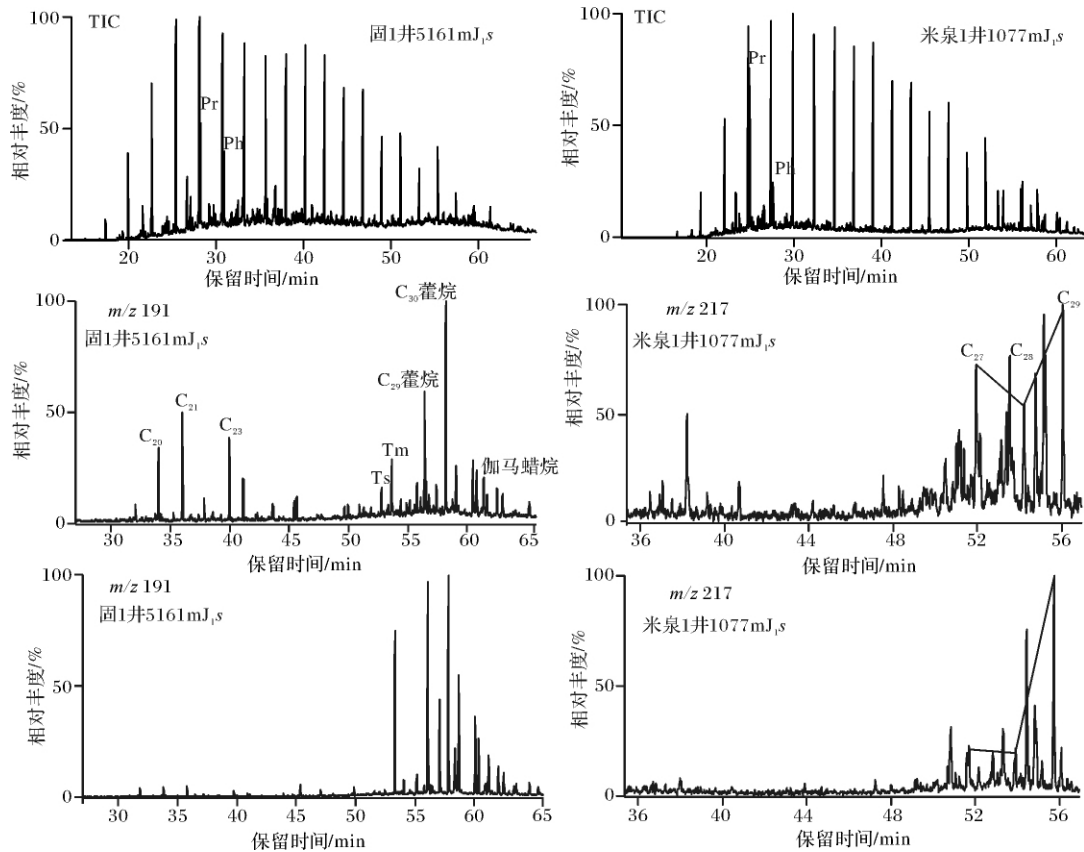 TIC
固1井5161mJ₁s
Pr
Ph
100
50
0
20
30
40
50
60
相对丰度/%
保留时间/min
TIC
米泉1井1077mJ₁s
Pr
Ph
100
50
0
20
30
40
50
60
相对丰度/%
保留时间/min
m/z 191
固1井5161mJ₁s
C₃₀藿烷
C₂₉藿烷
C₂₀
C₂₁
C₂₃
Ts
Tm
伽马蜡烷
100
50
0
30
35
40
45
50
55
60
65
相对丰度/%
保留时间/min
m/z 217
米泉1井1077mJ₁s
C₂₇
C₂₈
C₂₉
100
50
0
36
40
44
48
52
56
相对丰度/%
保留时间/min
m/z 191
固1井5161mJ₁s
100
50
0
30
35
40
45
50
55
60
65
相对丰度/%
保留时间/min
m/z 217
米泉1井1077mJ₁s
100
50
0
36
40
44
48
52
56
相对丰度/%
保留时间/min